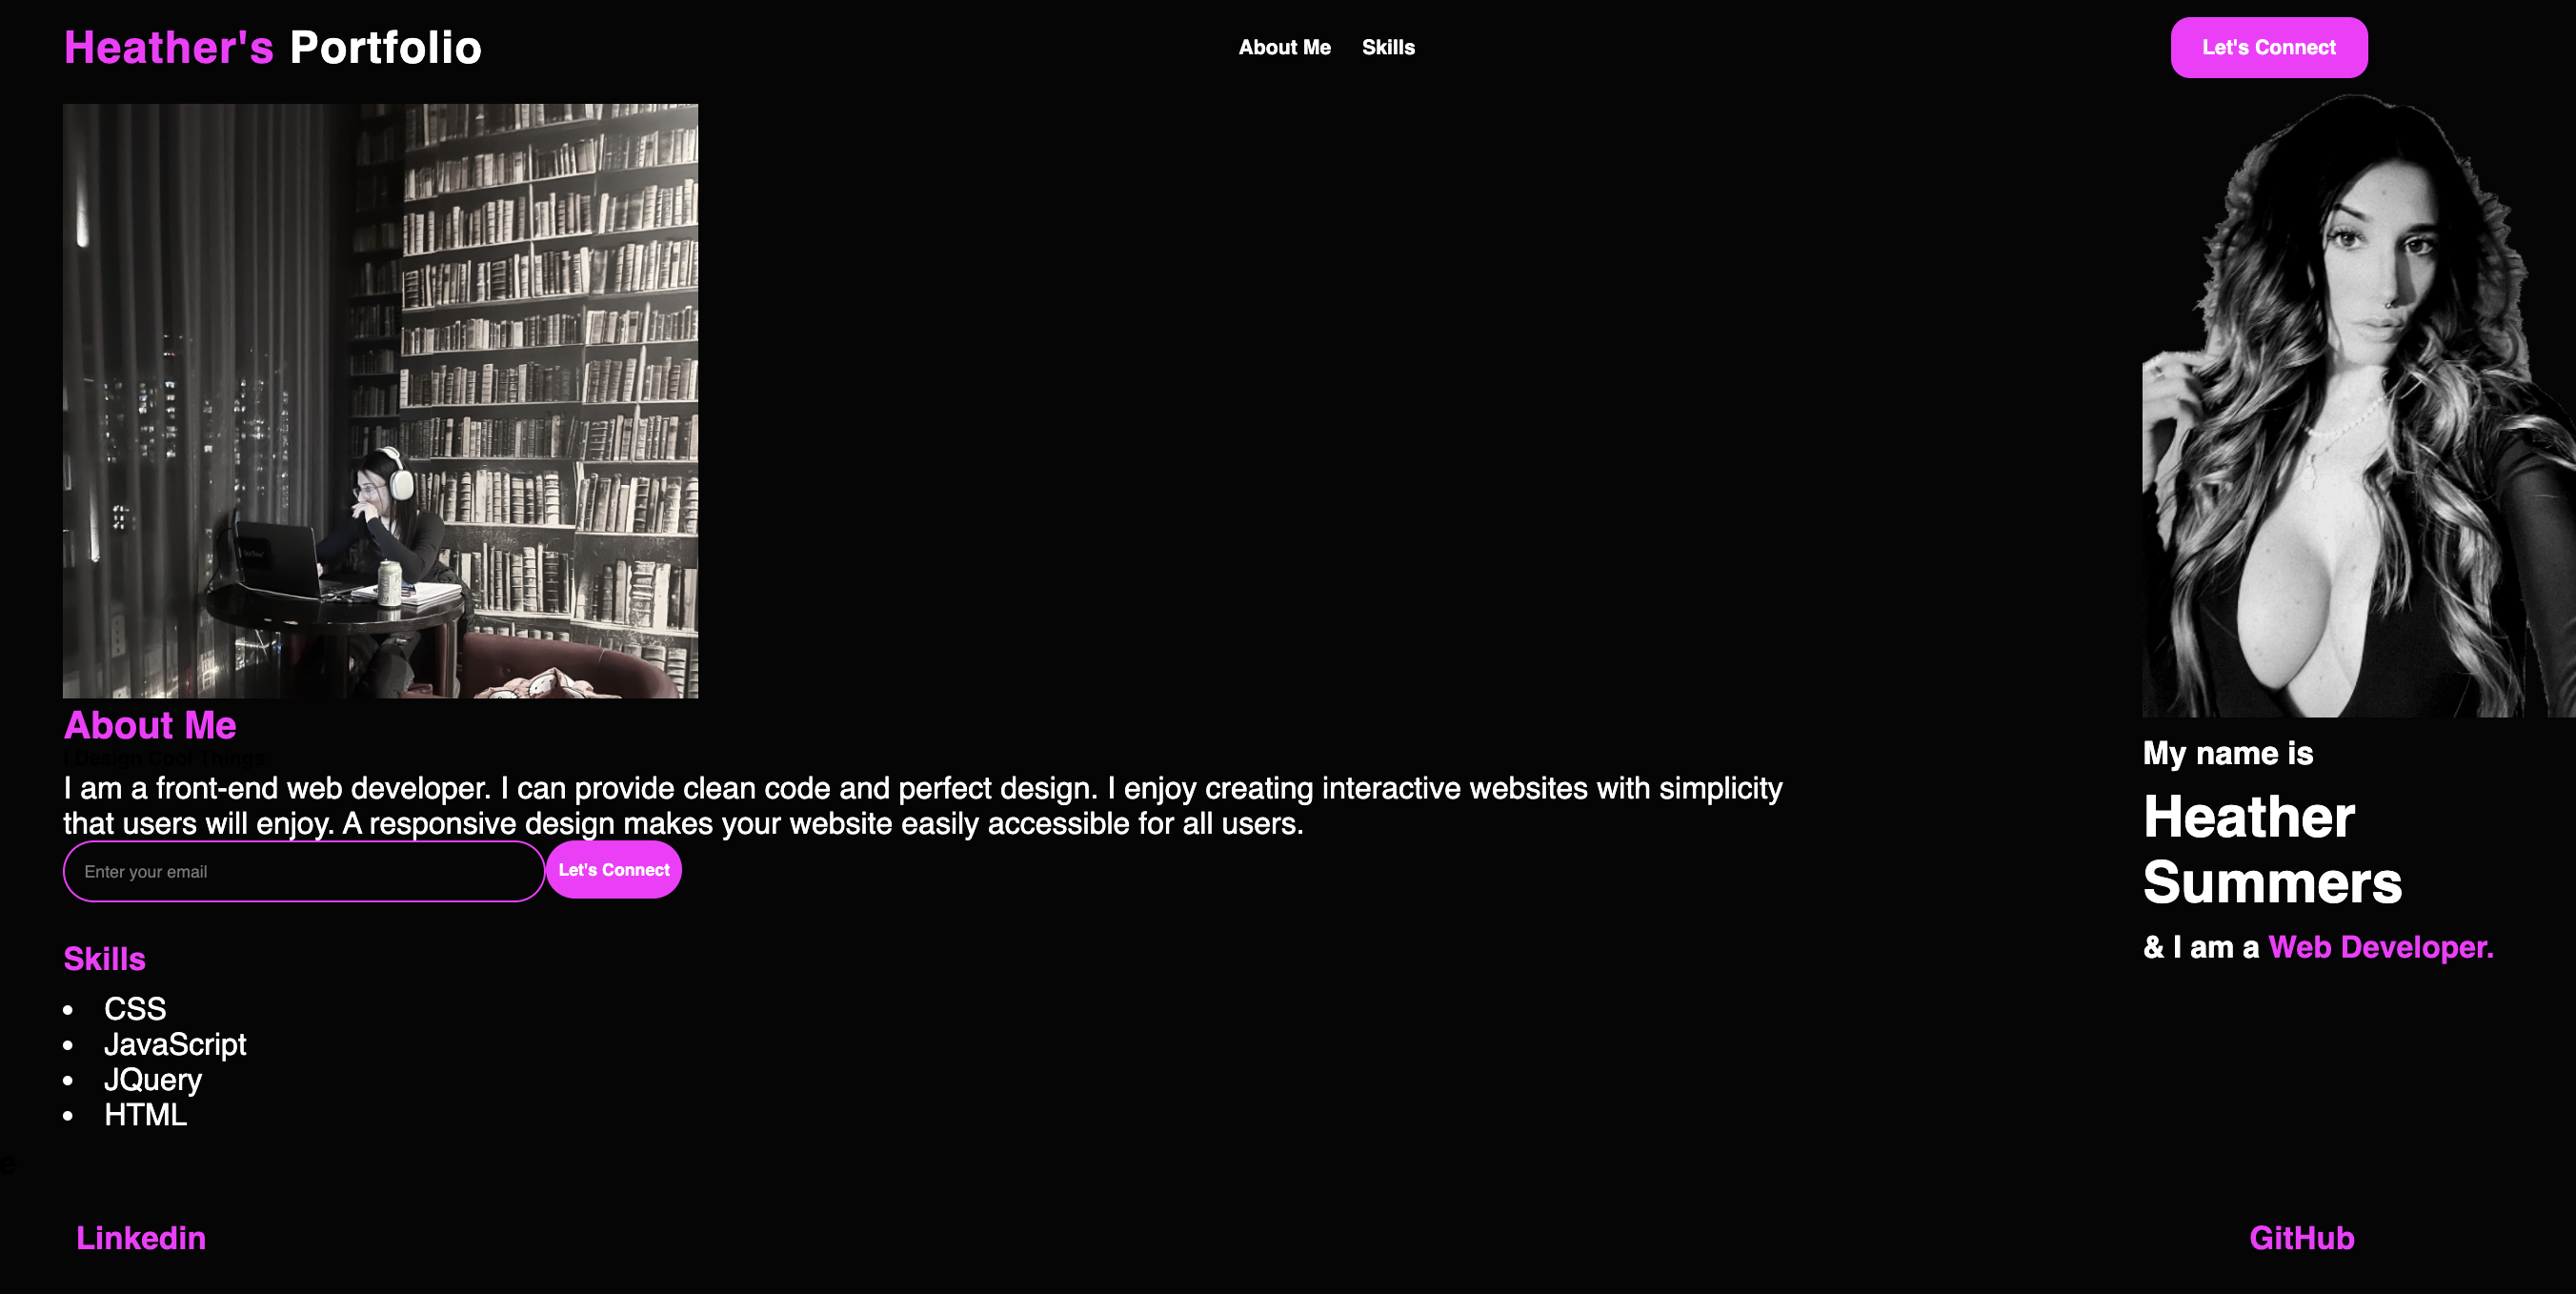 Heather's Portfolio
About Me
Skills
Let's Connect
About Me
I Design Cool Things
I am a front-end web developer. I can provide clean code and perfect design. I enjoy creating interactive websites with simplicity
that users will enjoy. A responsive design makes your website easily accessible for all users.
Enter your email
Let's Connect
Skills
• CSS
• JavaScript
• JQuery
• HTML
My name is
Heather
Summers
& I am a Web Developer.
e
Linkedin
GitHub